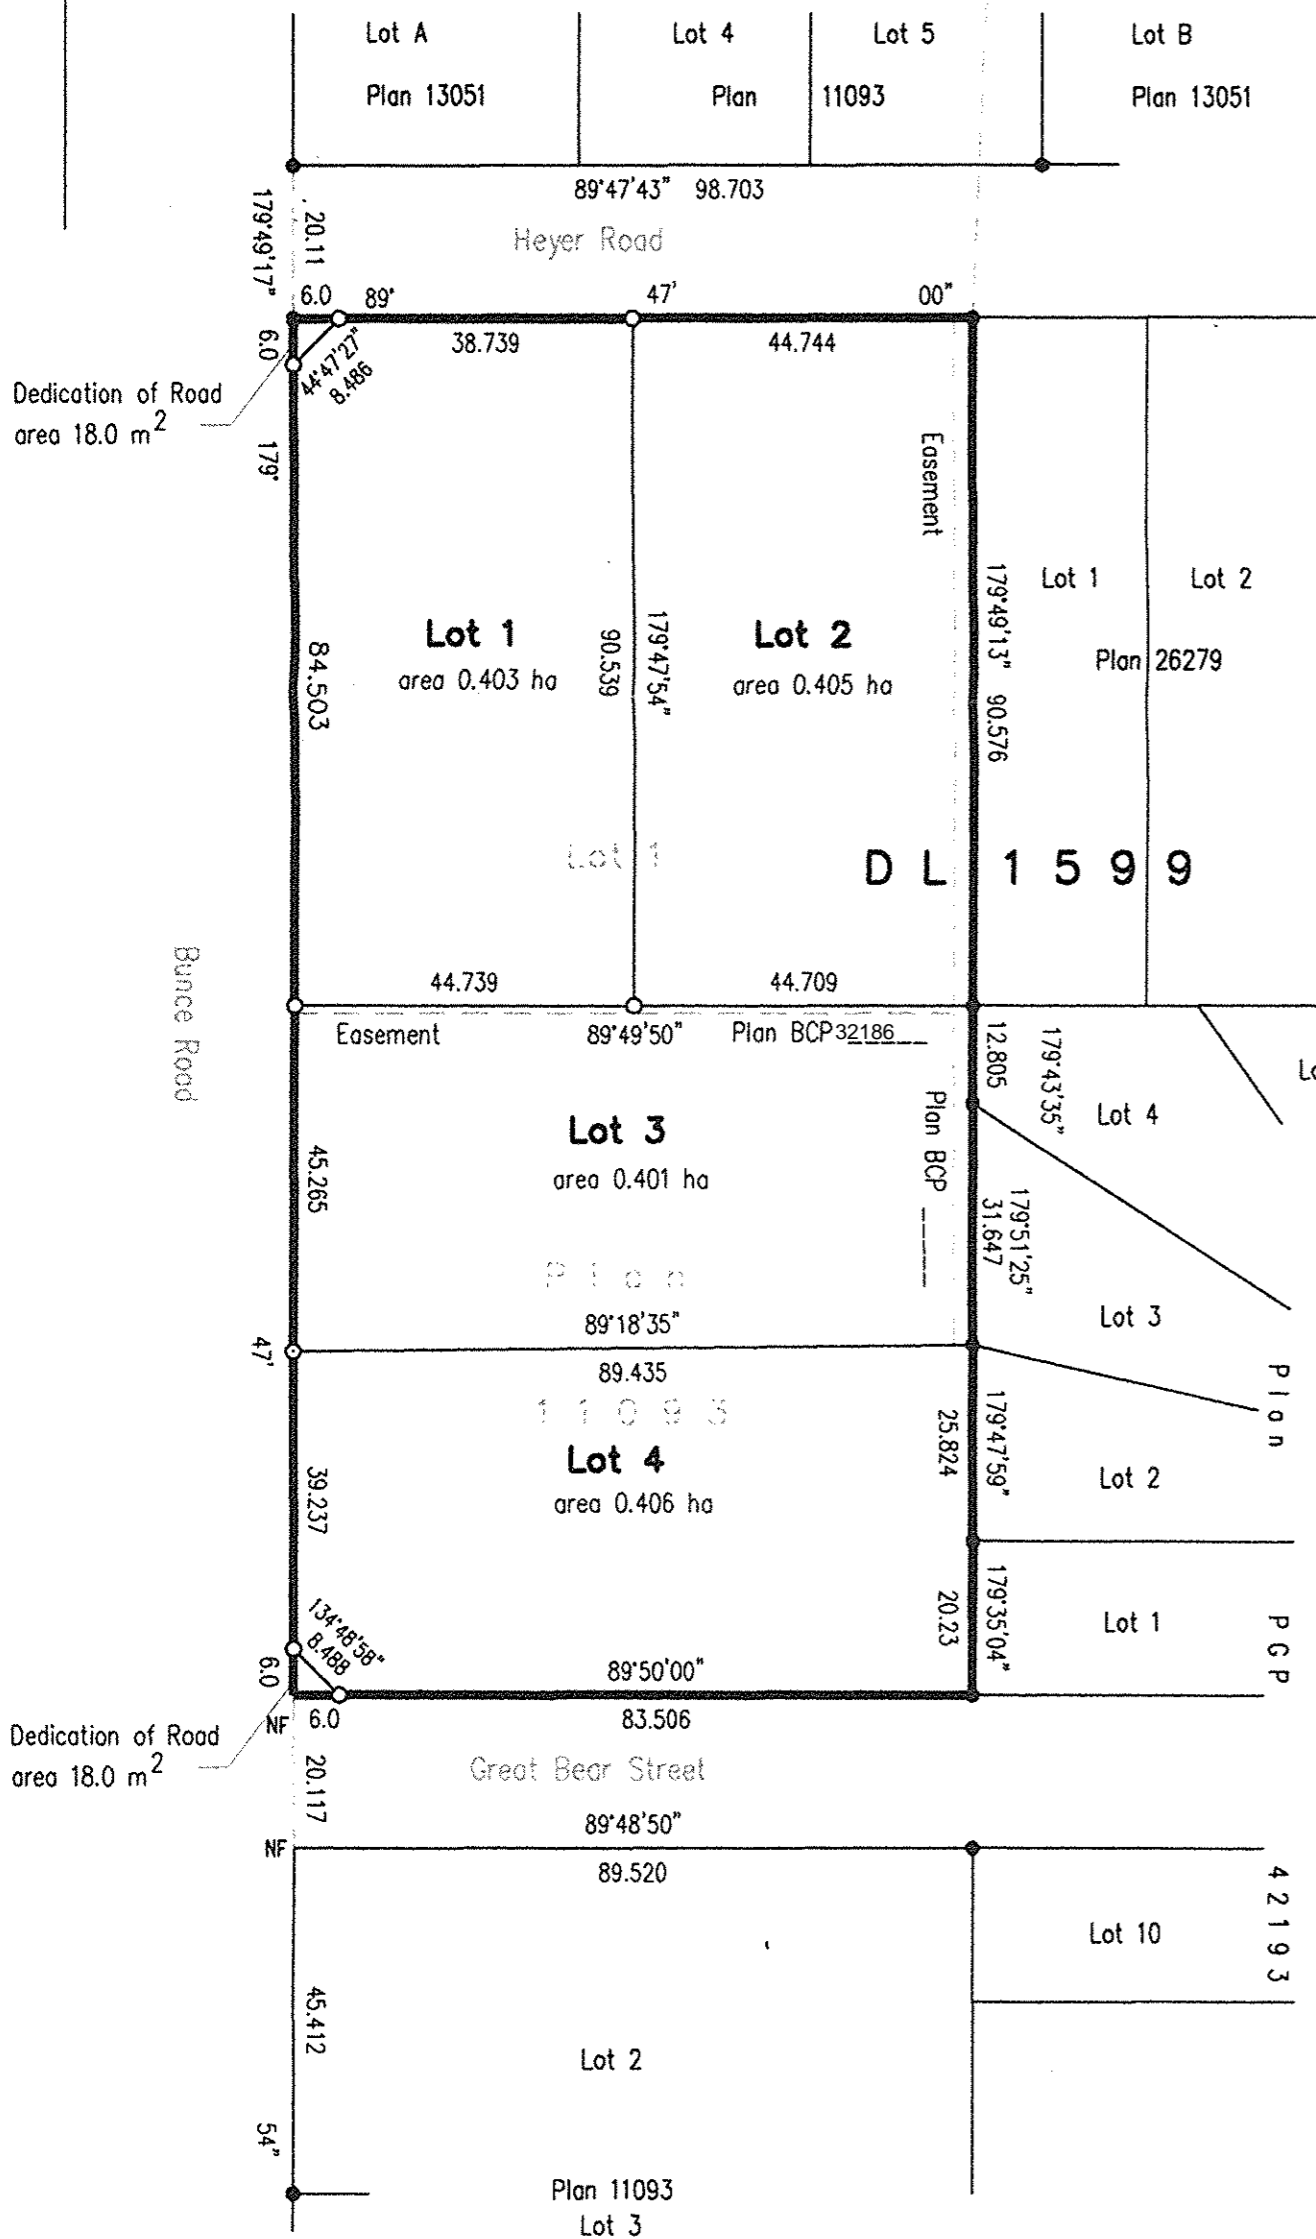 Lot A
Lot 4
Lot 5
Lot B
Plan 13051
Plan 11093
Plan 13051
89°47'43" 98.703
20.11
179°49'17"
Heyer Road
6.0 89° 47' 00"
38.739
44.744
6.0
44°47'27"
8.486
Dedication of Road
area 18.0 m²
179°
Easement
84.503
Lot 1
area 0.403 ha
90.539
179°47'54"
Lot 2
area 0.405 ha
179°49'13" 90.576
Lot 1
Lot 2
Plan 26279
Lot 1
DL 1599
Bunce Road
44.739
44.709
Easement
89°49'50"
Plan BCP32186
12.805
179°43'35"
Lot 4
Lot 3
area 0.401 ha
Plan BCP
45.265
179°51'25"
31.647
Plan
89°18'35"
Lot 3
47'
89.435
11093
Lot 4
area 0.406 ha
39.237
25.824
179°47'59"
Lot 2
Plan
134°48'58"
8.488
20.23
179°35'04"
Lot 1
PGP
6.0
89°50'00"
NF 6.0
83.506
Dedication of Road
area 18.0 m²
20.117
Great Bear Street
89°48'50"
NF
89.520
42193
Lot 10
45.412
Lot 2
54"
Plan 11093
Lot 3